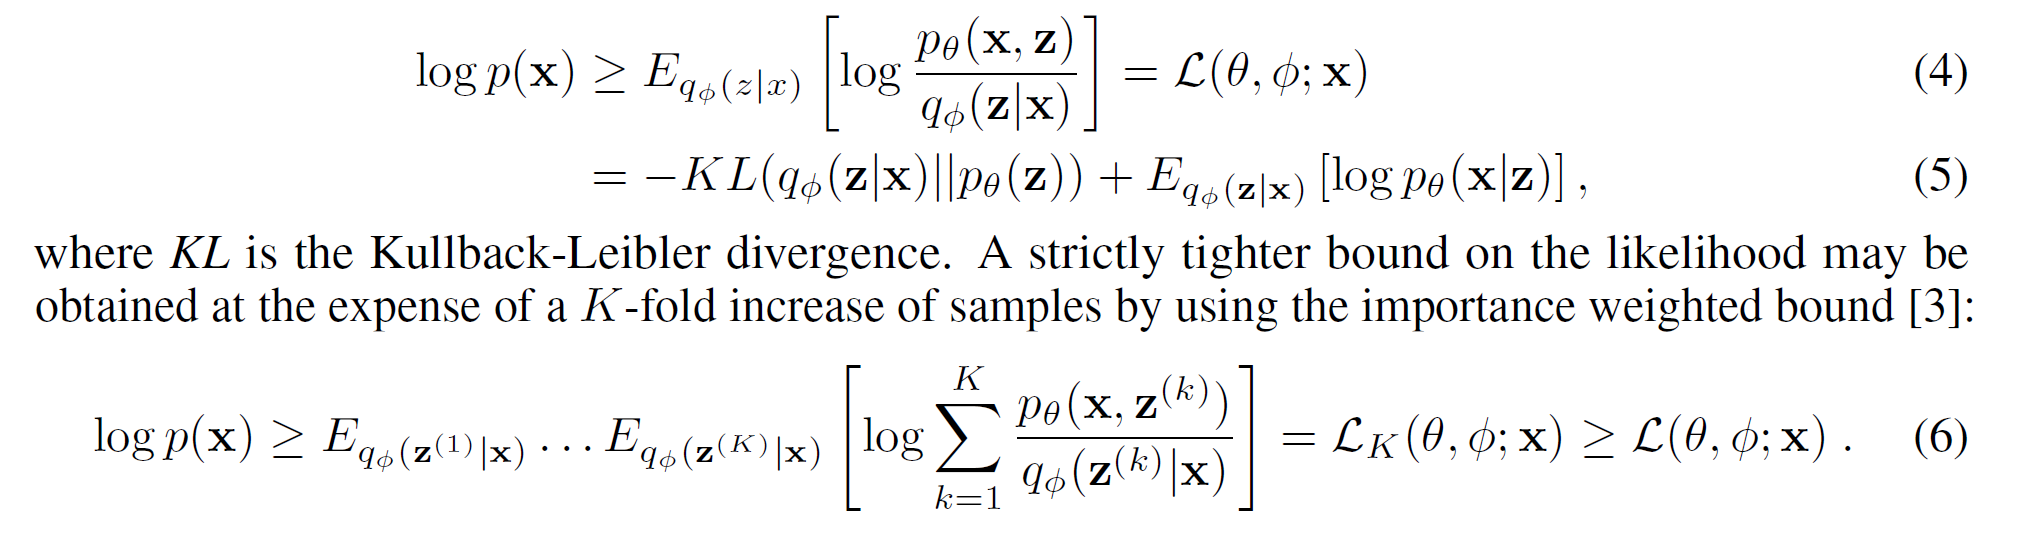 log p(x) ≥ E_{q_ϕ(z|x)} [log p_θ(x, z) / q_ϕ(z|x)] = ℒ(θ, ϕ; x) (4)
= −KL(q_ϕ(z|x)||p_θ(z)) + E_{q_ϕ(z|x)} [log p_θ(x|z)] , (5)
where KL is the Kullback-Leibler divergence. A strictly tighter bound on the likelihood may be
obtained at the expense of a K-fold increase of samples by using the importance weighted bound [3]:
log p(x) ≥ E_{q_ϕ(z^{(1)}|x)} … E_{q_ϕ(z^{(K)}|x)} [log ∑_{k=1}^{K} p_θ(x, z^{(k)}) / q_ϕ(z^{(k)}|x)] = ℒ_K(θ, ϕ; x) ≥ ℒ(θ, ϕ; x) . (6)